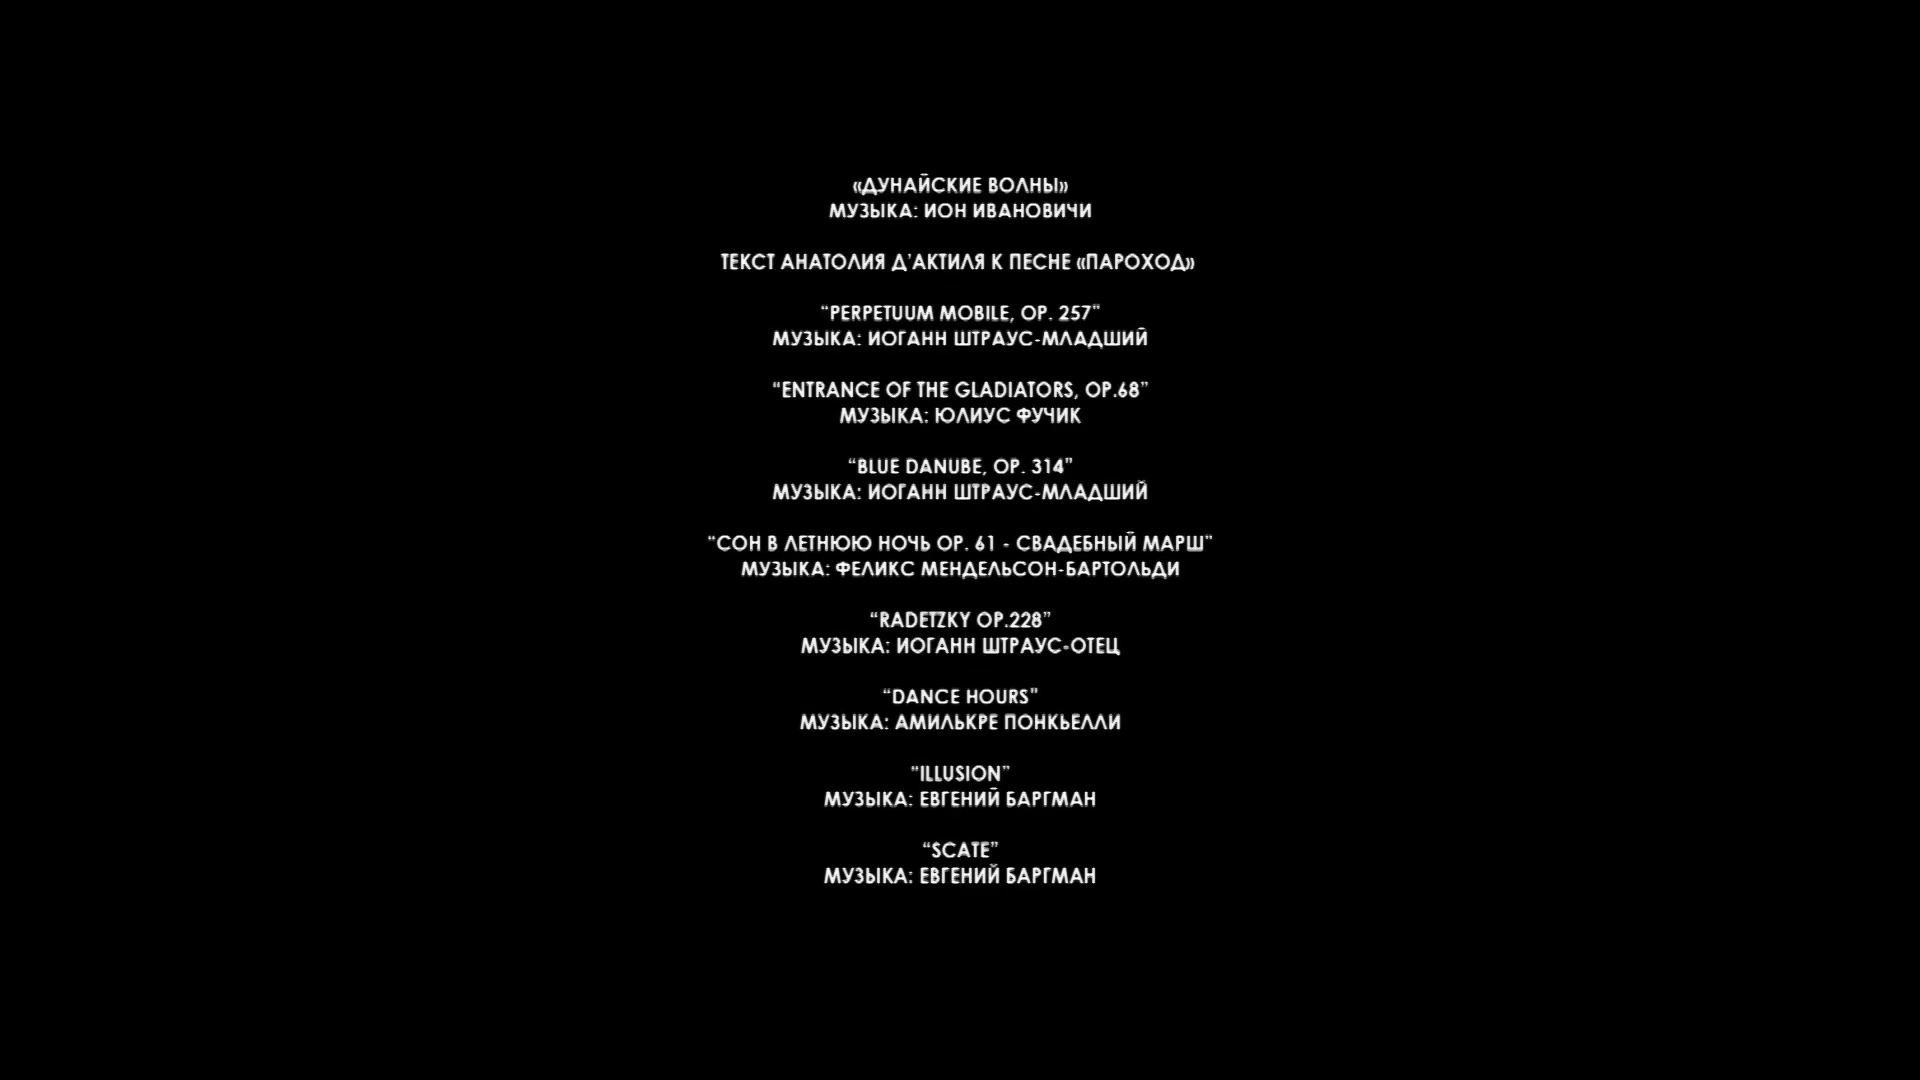 «ДУНАЙСКИЕ ВОЛНЫ»
МУЗЫКА: ИОН ИВАНОВИЧИ
ТЕКСТ АНАТОЛИЯ Д’АКТИЛЯ К ПЕСНЕ «ПАРОХОД»
“PERPETUUM MOBILE, OP. 257”
МУЗЫКА: ИОГАНН ШТРАУС-МЛАДШИЙ
“ENTRANCE OF THE GLADIATORS, OP.68”
МУЗЫКА: ЮЛИУС ФУЧИК
“BLUE DANUBE, OP. 314”
МУЗЫКА: ИОГАНН ШТРАУС-МЛАДШИЙ
“СОН В ЛЕТНЮЮ НОЧЬ OP. 61 - СВАДЕБНЫЙ МАРШ”
МУЗЫКА: ФЕЛИКС МЕНДЕЛЬСОН-БАРТОЛЬДИ
“RADETZKY OP.228”
МУЗЫКА: ИОГАНН ШТРАУС-ОТЕЦ
“DANCE HOURS”
МУЗЫКА: АМИЛЬКРЕ ПОНКЬЕЛЛИ
“ILLUSION”
МУЗЫКА: ЕВГЕНИЙ БАРГМАН
“SCATE”
МУЗЫКА: ЕВГЕНИЙ БАРГМАН